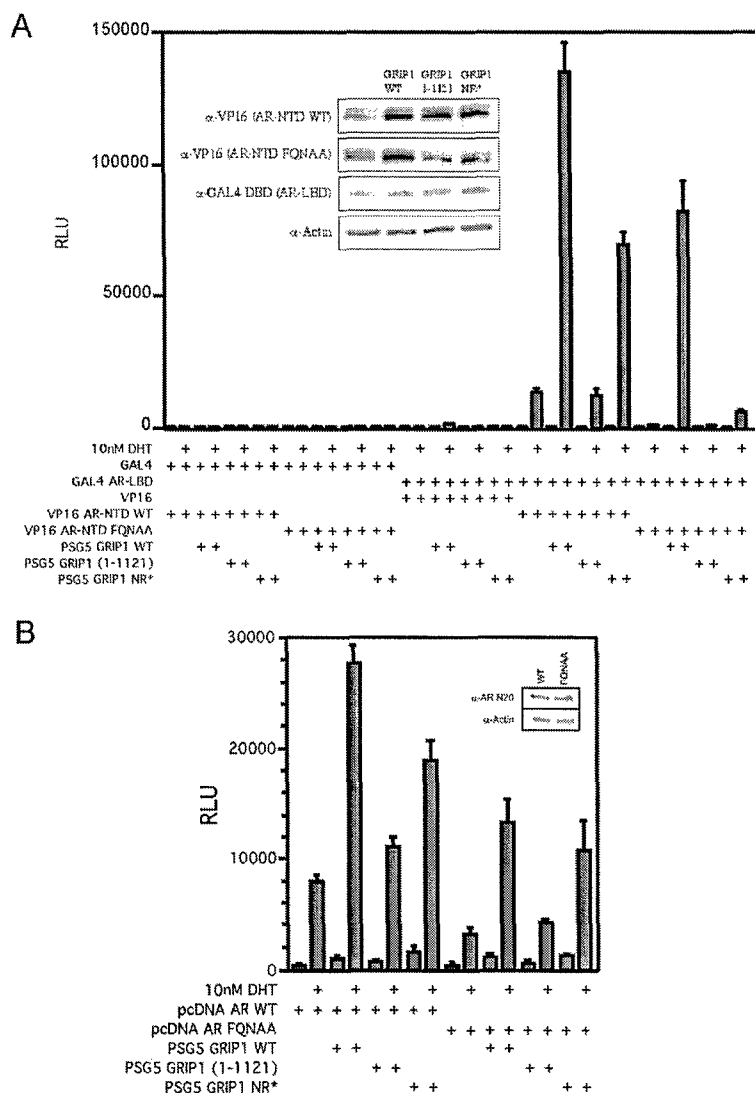 A
150000
100000
50000
0
RLU
GRIP1 WT
GRIP1 1-1121
GRIP1 NR*
α-VP16 (AR-NTD WT)
α-VP16 (AR-NTD FQNAA)
α-GAL4 DBD (AR-LBD)
α-Actin
10nM DHT + + + + + + + + + + + + + + + + + + + +
GAL4 + + + + + + + + + + + + + + + +
GAL4 AR-LBD + + + + + + + + + + + + + + + + + + + + + + + +
VP16 + + + + + + + +
VP16 AR-NTD WT + + + + + + + + + + + + + + + +
VP16 AR-NTD FQNAA + + + + + + + + + + + + + + + +
PSG5 GRIP1 WT + + + + + + + + + +
PSG5 GRIP1 (1-1121) + + + + + + + + + +
PSG5 GRIP1 NR* + + + + + + + + + +
B
30000
20000
10000
0
RLU
WT
FQNAA
α-AR N20
α-Actin
10nM DHT + + + + + + + +
pcDNA AR WT + + + + + + + +
pcDNA AR FQNAA + + + + + + + +
PSG5 GRIP1 WT + + + +
PSG5 GRIP1 (1-1121) + + + +
PSG5 GRIP1 NR* + + + +